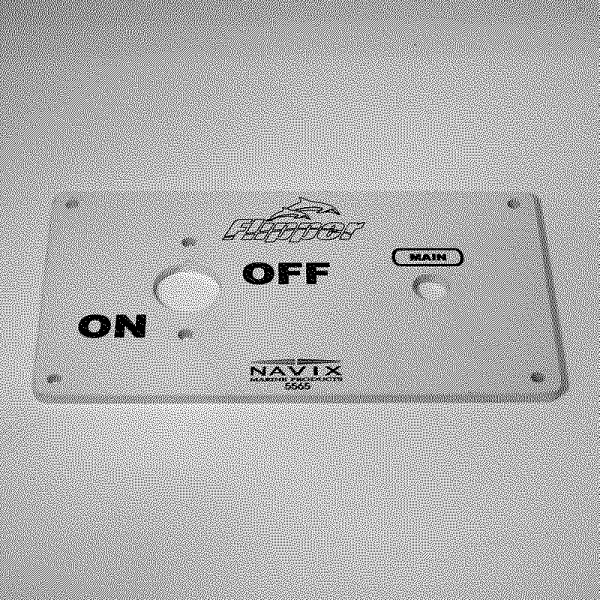 Flipper
OFF
MAIN
ON
NAVIX
MARINE PRODUCTS
5565